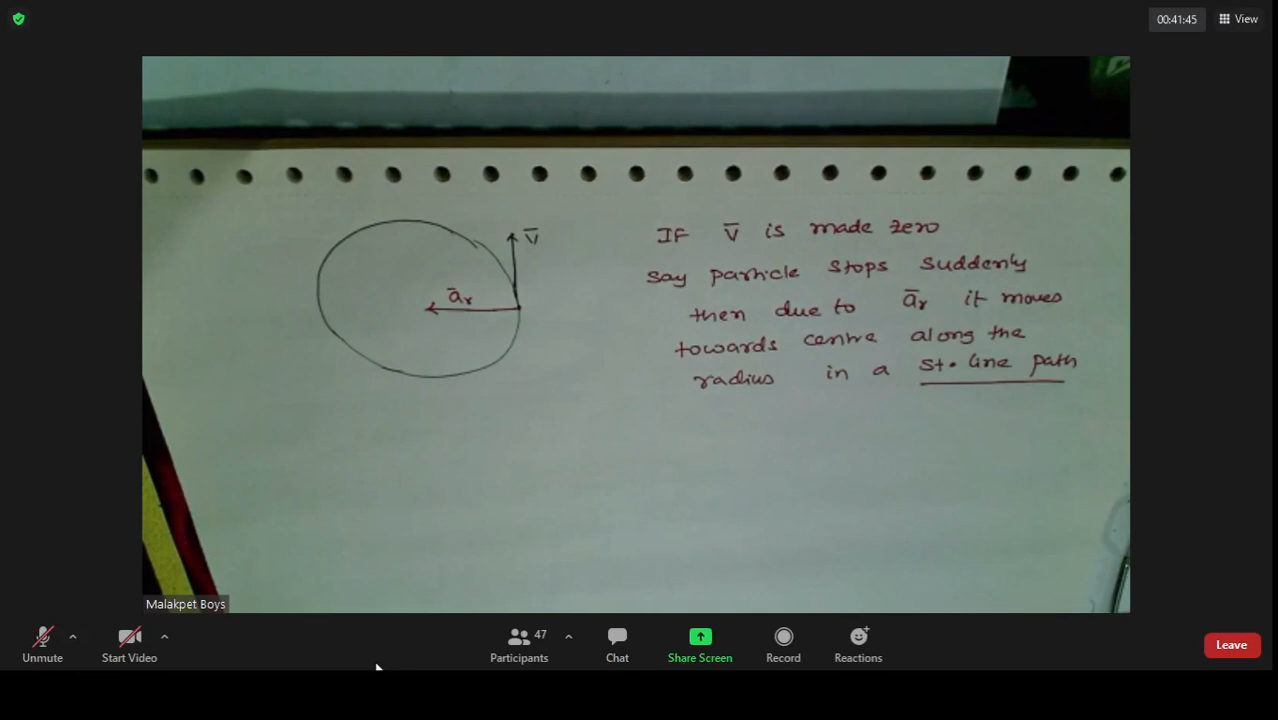 00:41:45
View
V̄
āᵣ
IF V̄ is made zero
say particle stops suddenly
then due to āᵣ it moves
towards centre along the
radius in a st. line path
Malakpet Boys
47
Unmute
Start Video
Participants
Chat
Share Screen
Record
Reactions
Leave